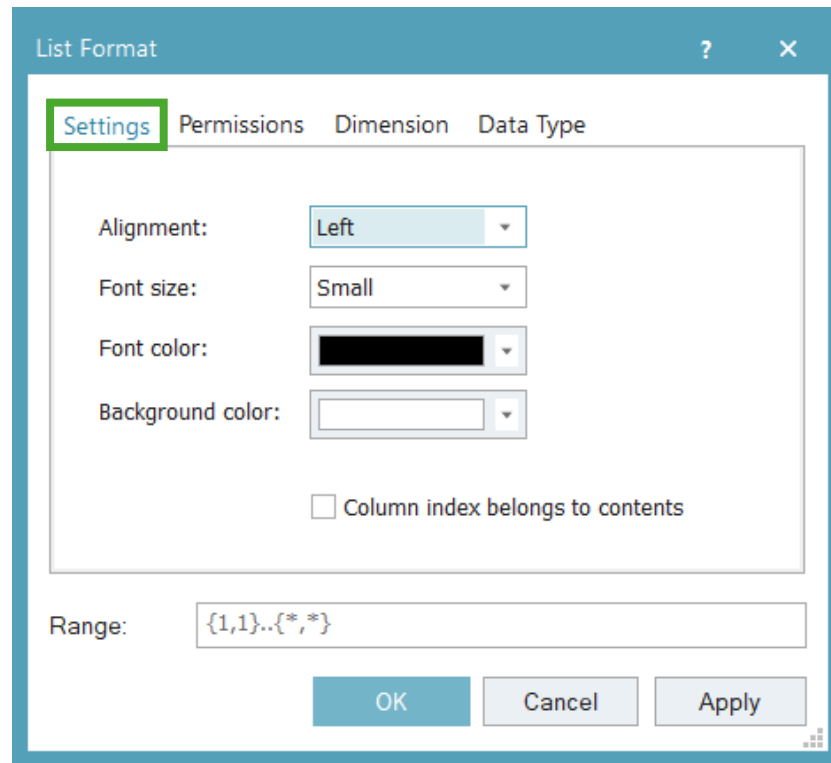 List Format ?
Settings Permissions Dimension Data Type
Alignment: Left
Font size: Small
Font color:
Background color:
Column index belongs to contents
Range: {1,1}..{*,*}
OK Cancel Apply